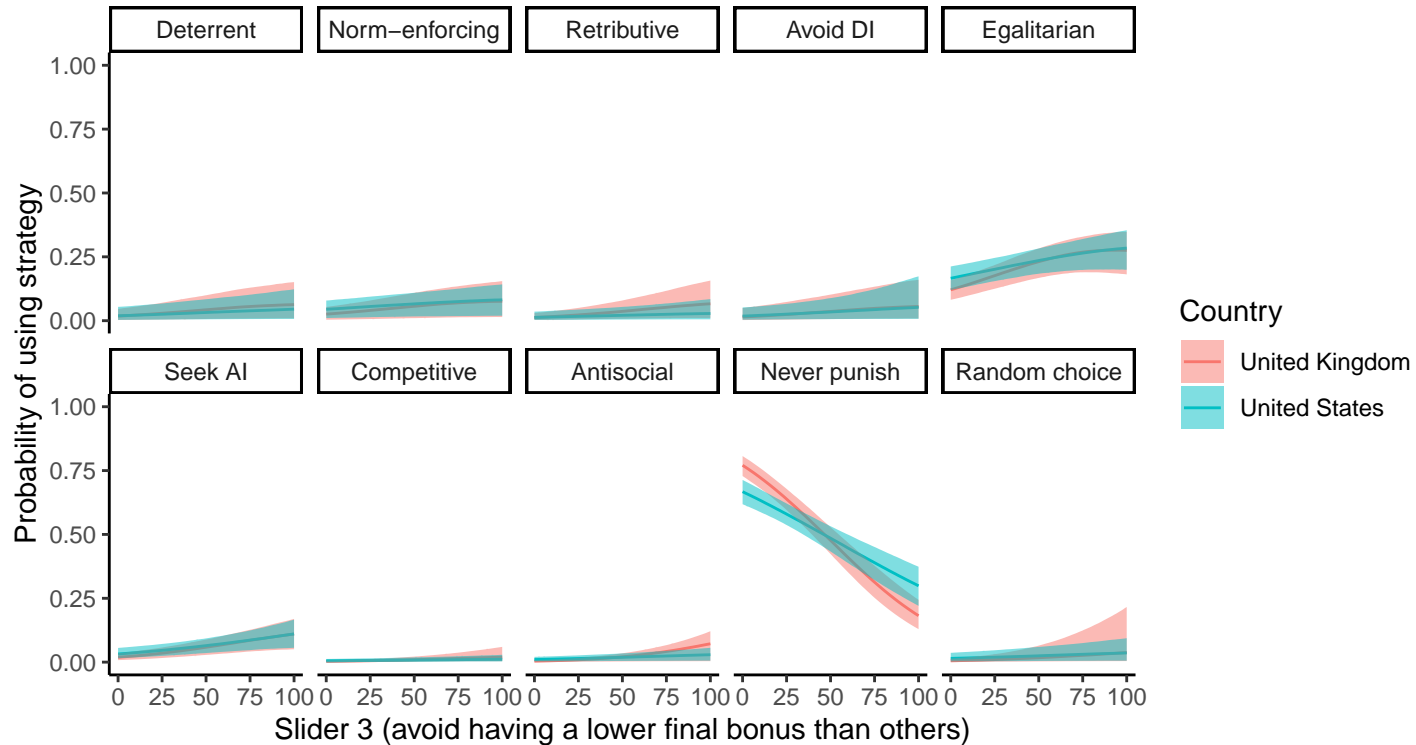 Deterrent Norm−enforcing Retributive Avoid DI Egalitarian
1.00
0.75
0.50
0.25
0.00
Seek AI Competitive Antisocial Never punish Random choice
1.00
0.75
0.50
0.25
0.00
0 25 50 75 100 0 25 50 75 100 0 25 50 75 100 0 25 50 75 100 0 25 50 75 100
Slider 3 (avoid having a lower final bonus than others)
Probability of using strategy
Country
United Kingdom
United States